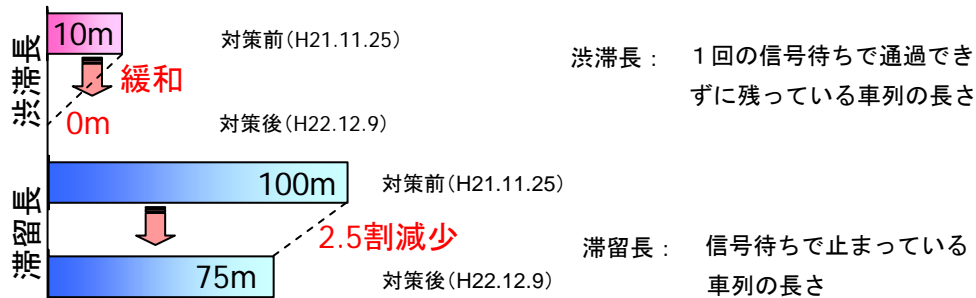 渋滞長
10m
対策前(H21.11.25)
緩和
0m
対策後(H22.12.9)
渋滞長： 1回の信号待ちで通過でき
ずに残っている車列の長さ
滞留長
100m
対策前(H21.11.25)
2.5割減少
75m
対策後(H22.12.9)
滞留長： 信号待ちで止まっている
車列の長さ